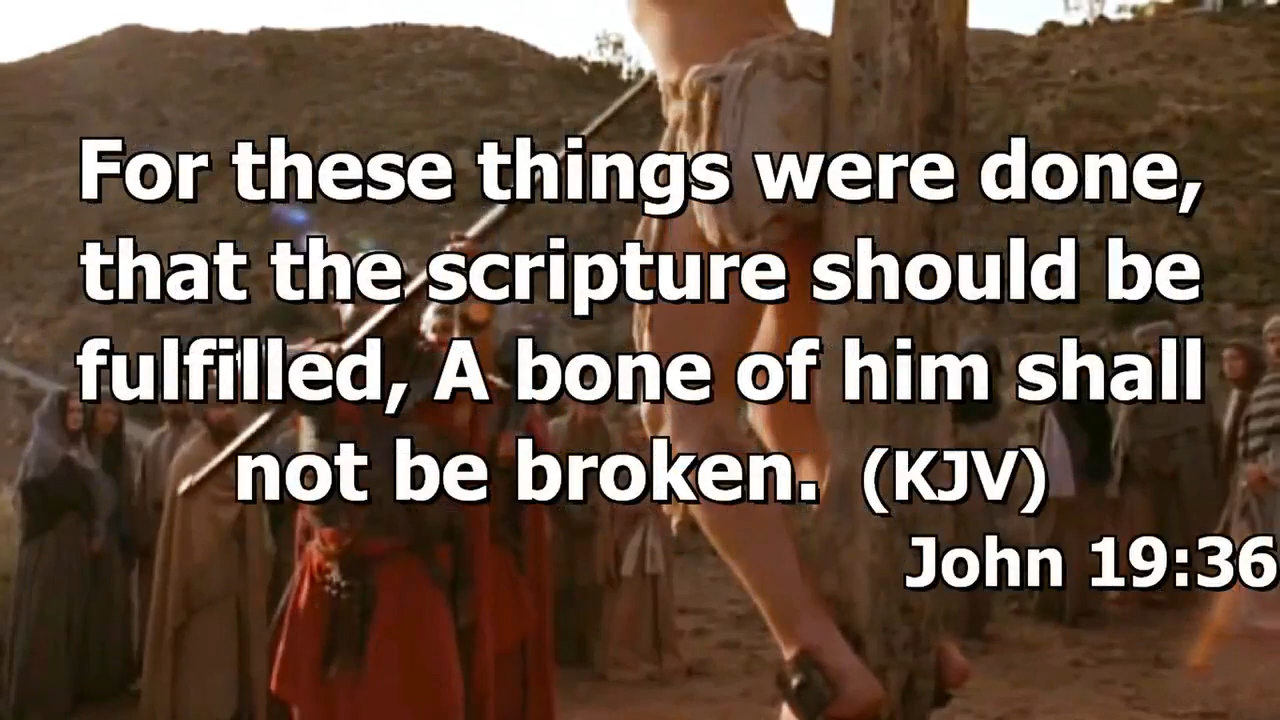 For these things were done,
that the scripture should be
fulfilled, A bone of him shall
not be broken. (KJV)
John 19:36